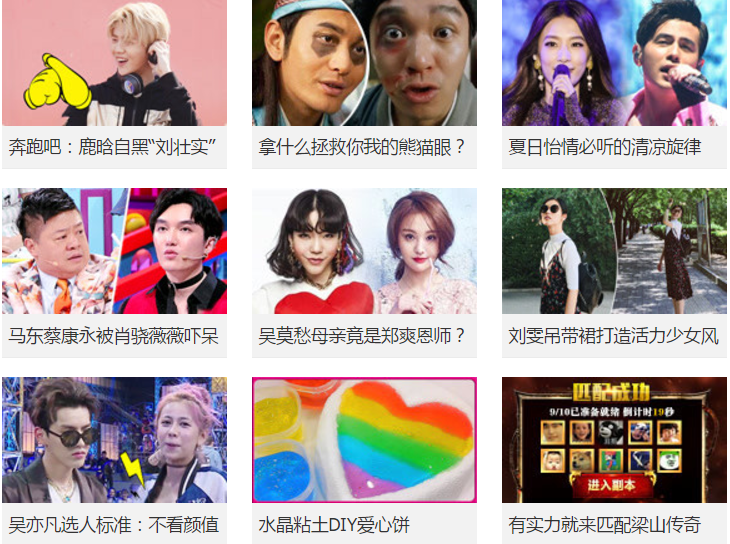 奔跑吧：鹿晗自黑“刘壮实”
拿什么拯救你我的熊猫眼？
夏日怡情必听的清凉旋律
马东蔡康永被肖骁薇薇吓呆
吴莫愁母亲竟是郑爽恩师？
刘雯吊带裙打造活力少女风
匹配成功
9/10已准备就绪 倒计时19秒
进入副本
吴亦凡选人标准：不看颜值
水晶粘土DIY爱心饼
有实力就来匹配梁山传奇